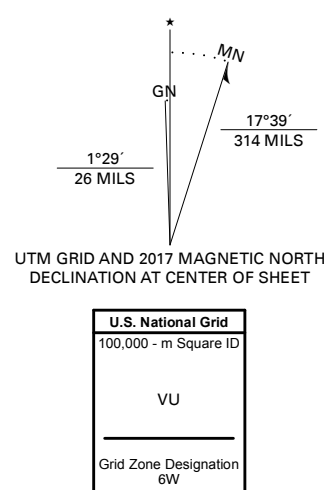 ★
MN
GN
17°39´
314 MILS
1°29´
26 MILS
UTM GRID AND 2017 MAGNETIC NORTH
DECLINATION AT CENTER OF SHEET
U.S. National Grid
100,000 - m Square ID
VU
Grid Zone Designation
6W